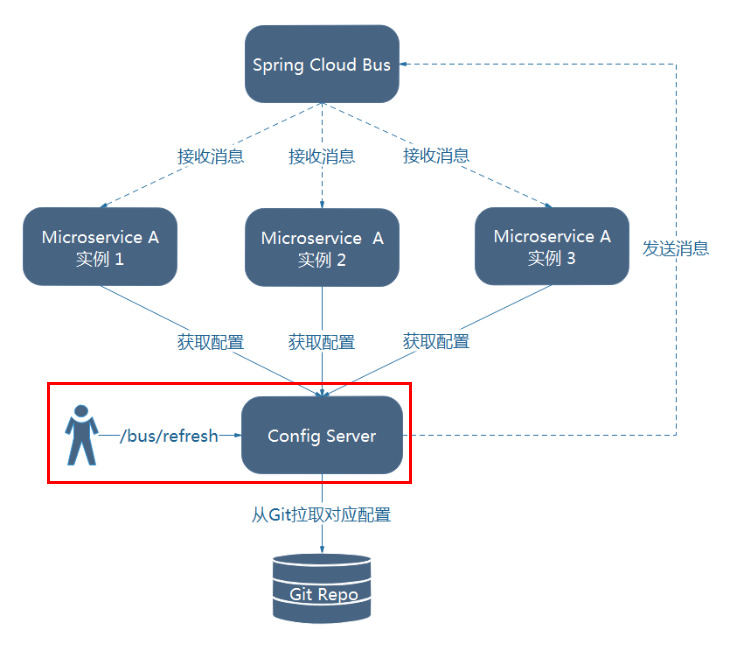 Spring Cloud Bus
接收消息
接收消息
接收消息
Microservice A
实例 1
Microservice A
实例 2
Microservice A
实例 3
发送消息
获取配置
获取配置
获取配置
/bus/refresh
Config Server
从Git拉取对应配置
Git Repo